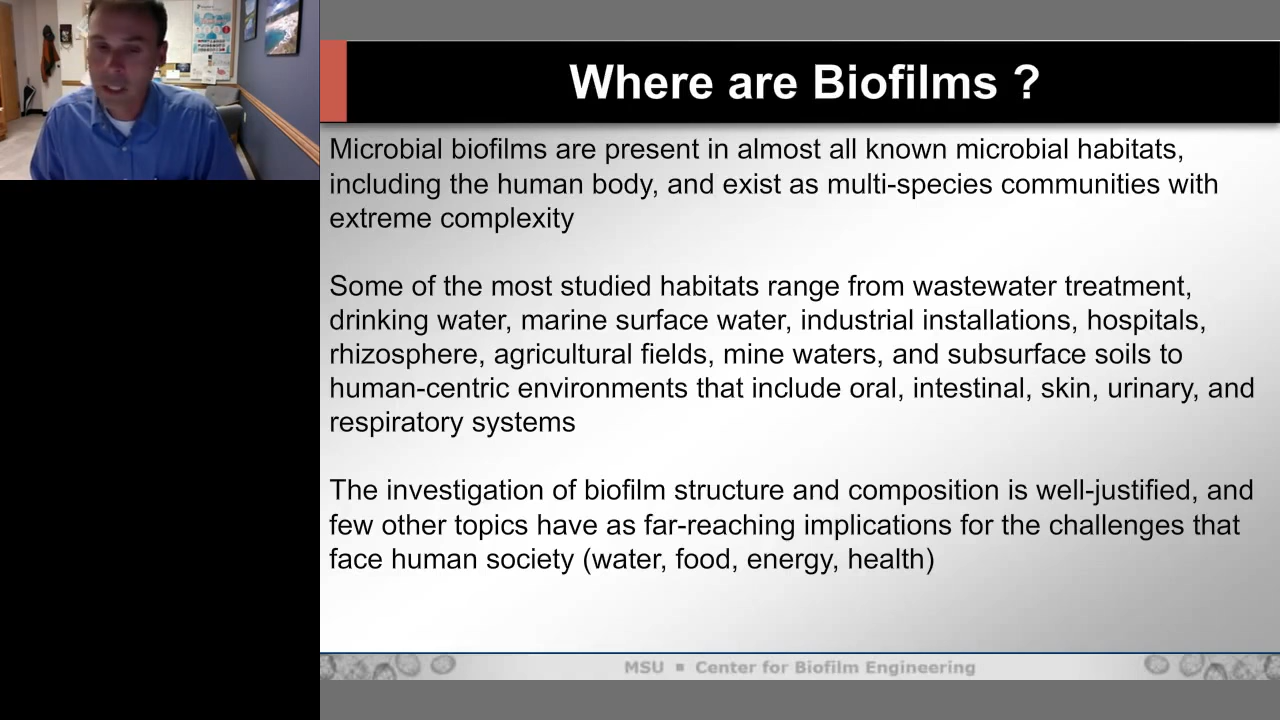 Where are Biofilms ?
Microbial biofilms are present in almost all known microbial habitats,
including the human body, and exist as multi-species communities with
extreme complexity
Some of the most studied habitats range from wastewater treatment,
drinking water, marine surface water, industrial installations, hospitals,
rhizosphere, agricultural fields, mine waters, and subsurface soils to
human-centric environments that include oral, intestinal, skin, urinary, and
respiratory systems
The investigation of biofilm structure and composition is well-justified, and
few other topics have as far-reaching implications for the challenges that
face human society (water, food, energy, health)
MSU ▪ Center for Biofilm Engineering